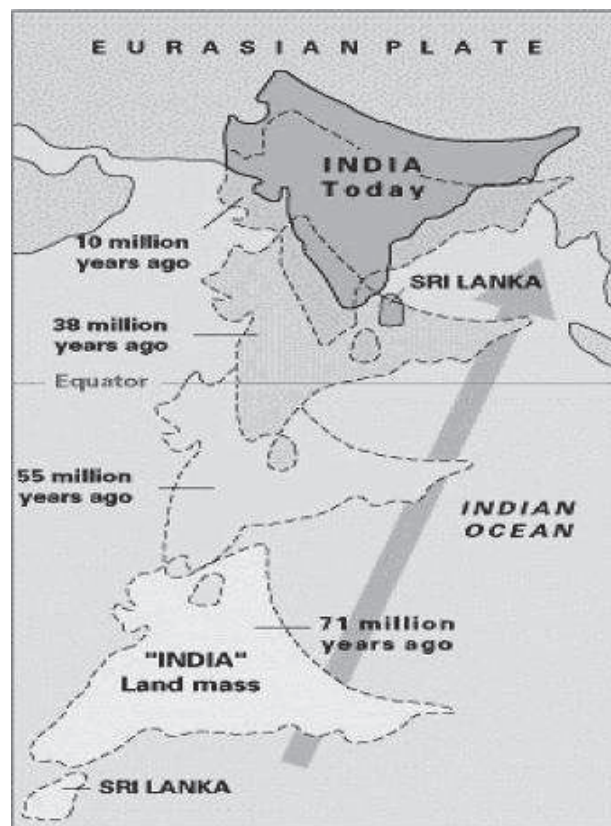 EURASIAN PLATE
INDIA
Today
10 million
years ago
SRI LANKA
38 million
years ago
Equator
55 million
years ago
INDIAN
OCEAN
71 million
years ago
"INDIA"
Land mass
SRI LANKA